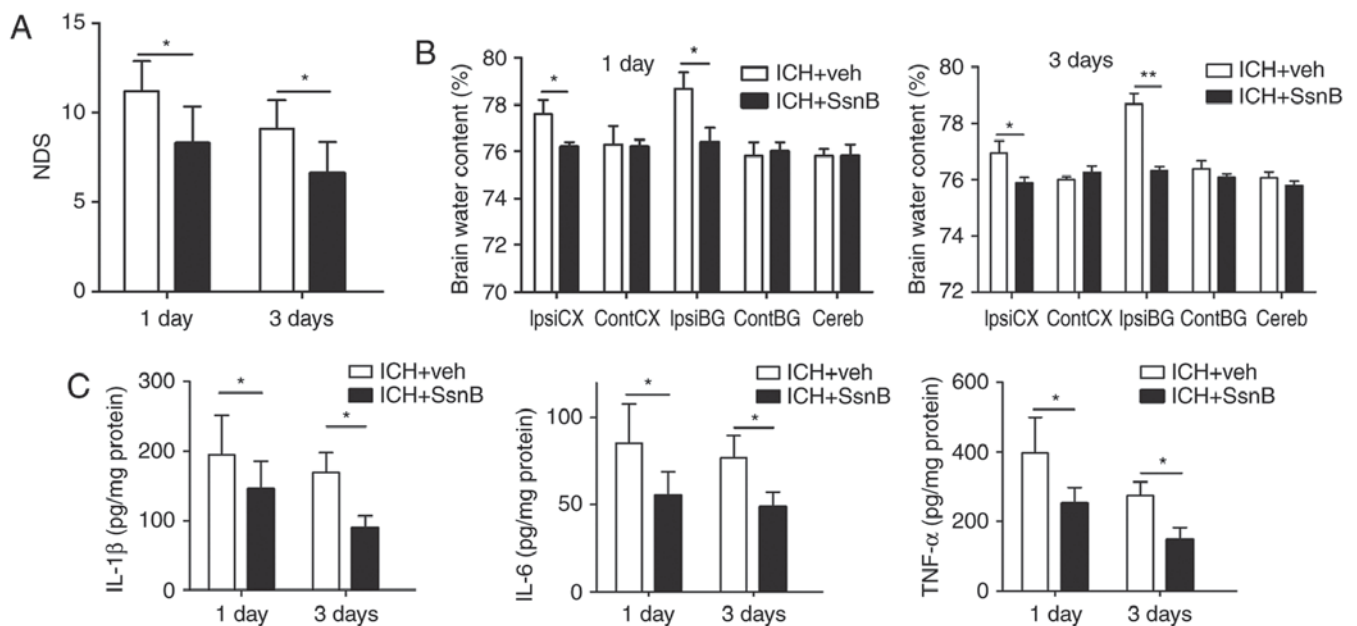 A
NDS
15
10
5
0
*
*
1 day
3 days
B
Brain water content (%)
80
78
76
74
72
70
1 day
*
*
ICH+veh
ICH+SsnB
IpsiCX ContCX IpsiBG ContBG Cereb
Brain water content (%)
80
78
76
74
72
3 days
*
**
ICH+veh
ICH+SsnB
IpsiCX ContCX IpsiBG ContBG Cereb
C
IL-1β (pg/mg protein)
300
200
100
0
*
*
ICH+veh
ICH+SsnB
1 day
3 days
IL-6 (pg/mg protein)
100
50
0
*
*
ICH+veh
ICH+SsnB
1 day
3 days
TNF-α (pg/mg protein)
600
400
200
0
*
*
ICH+veh
ICH+SsnB
1 day
3 days